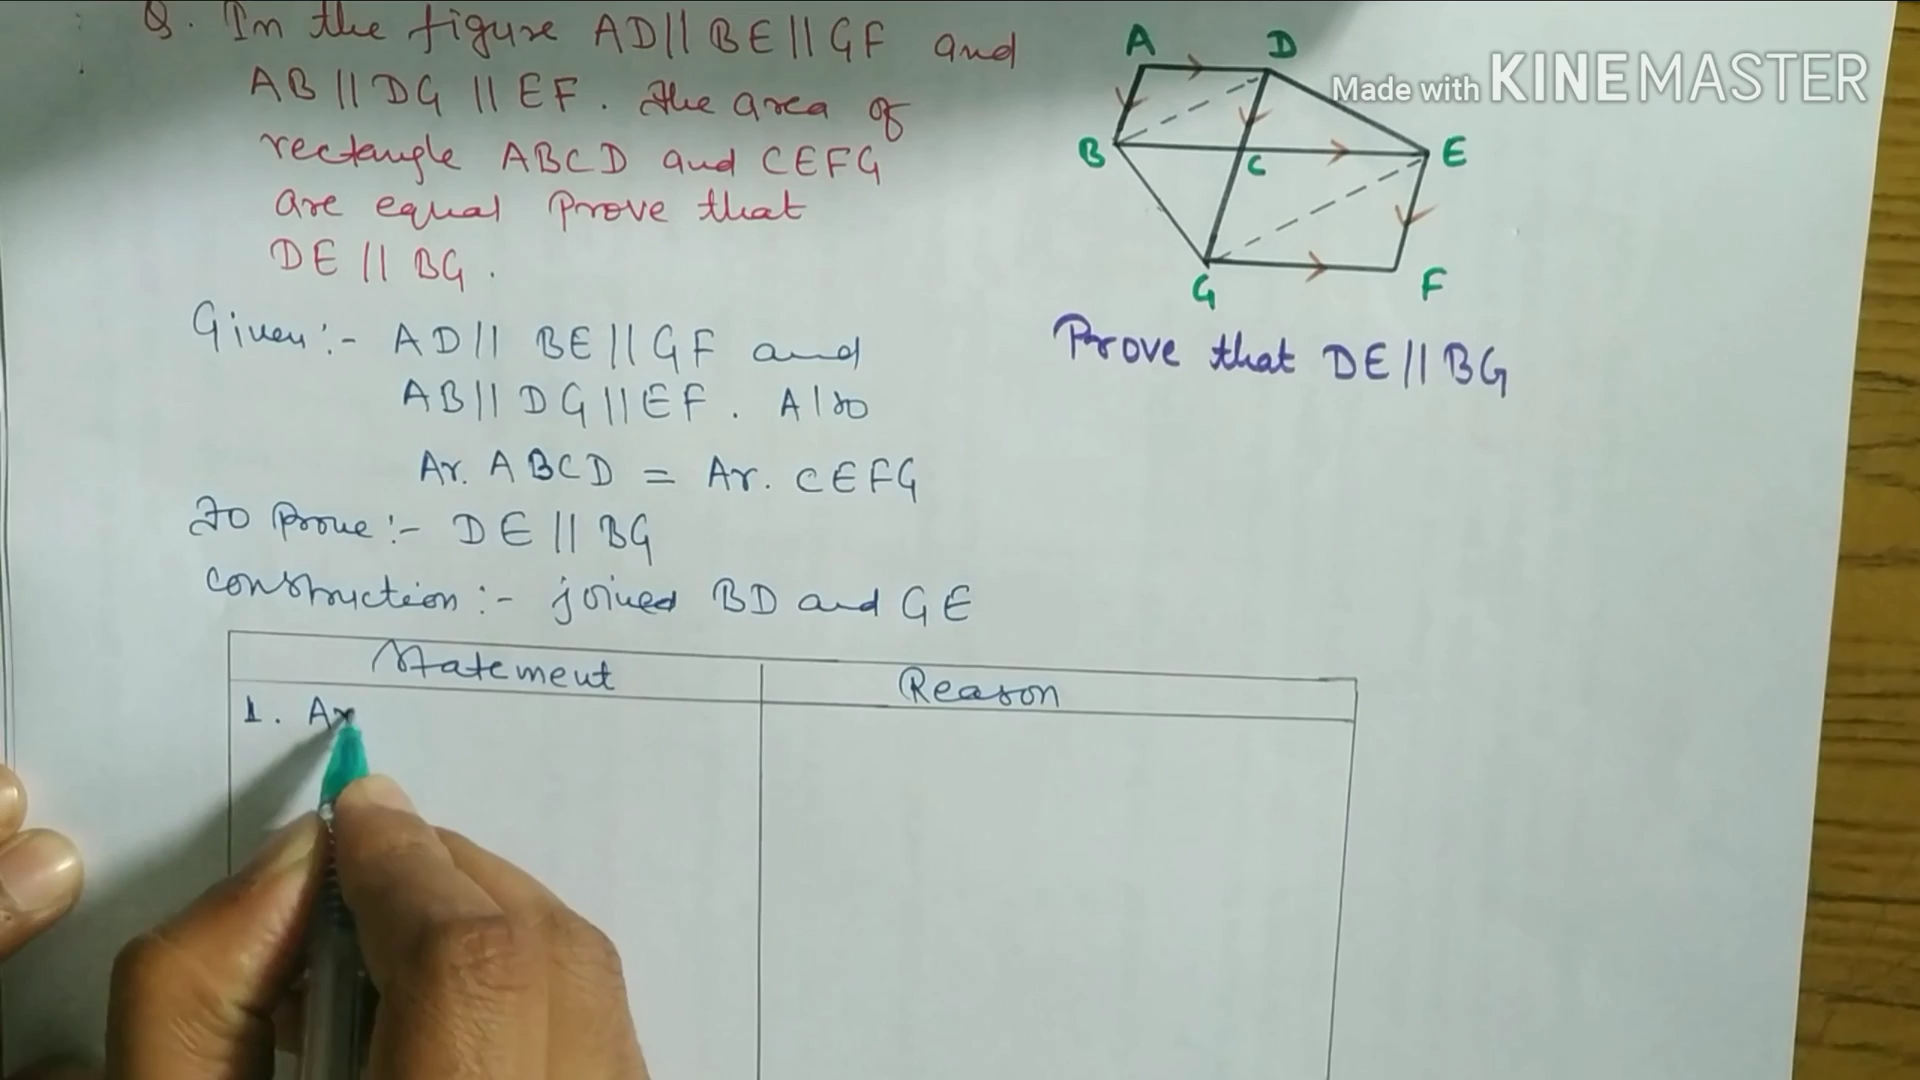 Q. In the figure AD || BE || GF and
AB || DG || EF. The area of
rectangle ABCD and CEFG
are equal Prove that
DE || BG.
A
D
B
C
E
G
F
Made with KINEMASTER
Prove that DE || BG
Given :- AD || BE || GF and
AB || DG || EF. Also
Ar. ABCD = Ar. CEFG
To Prove :- DE || BG
Construction :- joined BD and GE
Statement
Reason
1. Ar